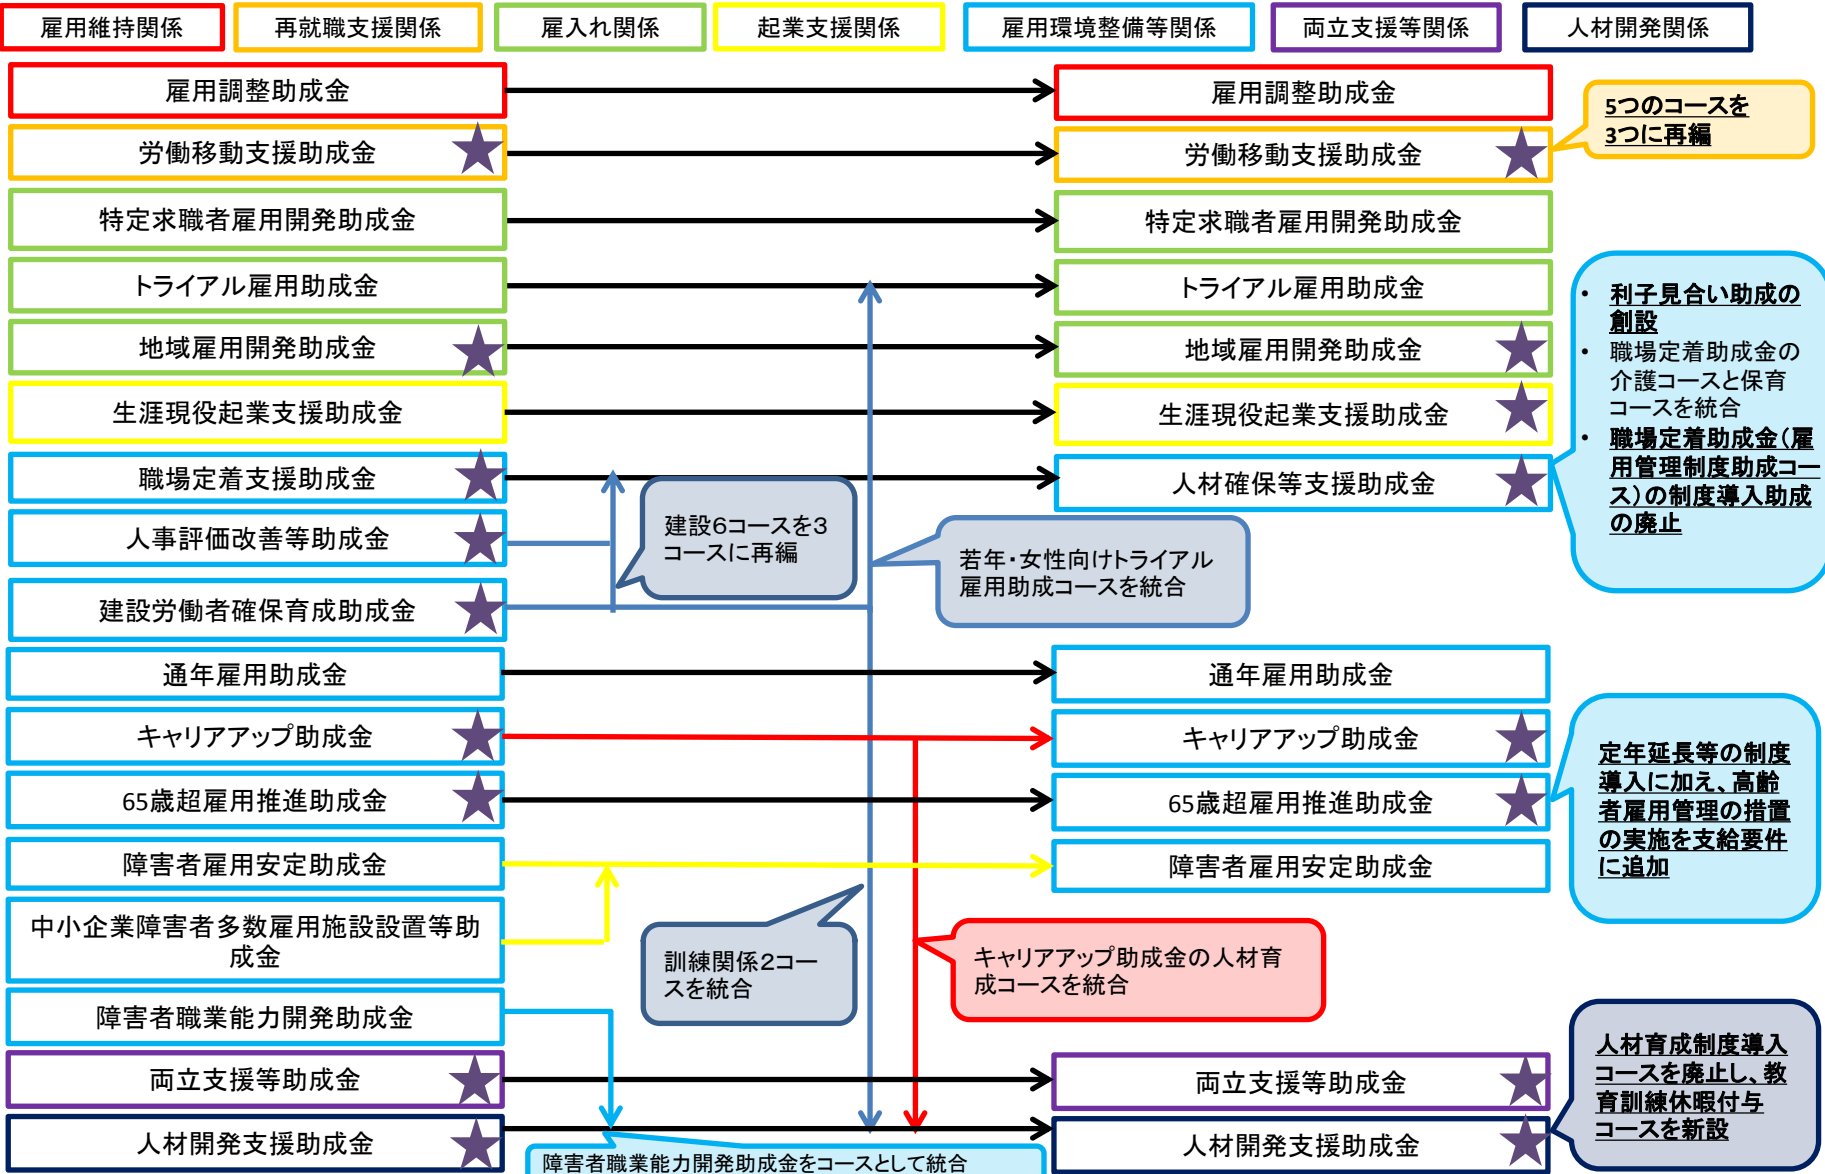 雇用維持関係
再就職支援関係
雇入れ関係
起業支援関係
雇用環境整備等関係
両立支援等関係
人材開発関係
雇用調整助成金
雇用調整助成金
労働移動支援助成金
労働移動支援助成金
5つのコースを
3つに再編
特定求職者雇用開発助成金
特定求職者雇用開発助成金
トライアル雇用助成金
トライアル雇用助成金
地域雇用開発助成金
地域雇用開発助成金
生涯現役起業支援助成金
生涯現役起業支援助成金
・ 利子見合い助成の
創設
・ 職場定着助成金の
介護コースと保育
コースを統合
・ 職場定着助成金（雇
用管理制度助成コー
ス）の制度導入助成
の廃止
職場定着支援助成金
人材確保等支援助成金
人事評価改善等助成金
建設６コースを３
コースに再編
若年・女性向けトライアル
雇用助成コースを統合
建設労働者確保育成助成金
通年雇用助成金
通年雇用助成金
キャリアアップ助成金
キャリアアップ助成金
65歳超雇用推進助成金
65歳超雇用推進助成金
定年延長等の制度
導入に加え、高齢
者雇用管理の措置
の実施を支給要件
に追加
障害者雇用安定助成金
障害者雇用安定助成金
中小企業障害者多数雇用施設設置等助
成金
訓練関係２コー
スを統合
キャリアアップ助成金の人材育
成コースを統合
障害者職業能力開発助成金
両立支援等助成金
両立支援等助成金
人材育成制度導入
コースを廃止し、教
育訓練休暇付与
コースを新設
人材開発支援助成金
人材開発支援助成金
障害者職業能力開発助成金をコースとして統合